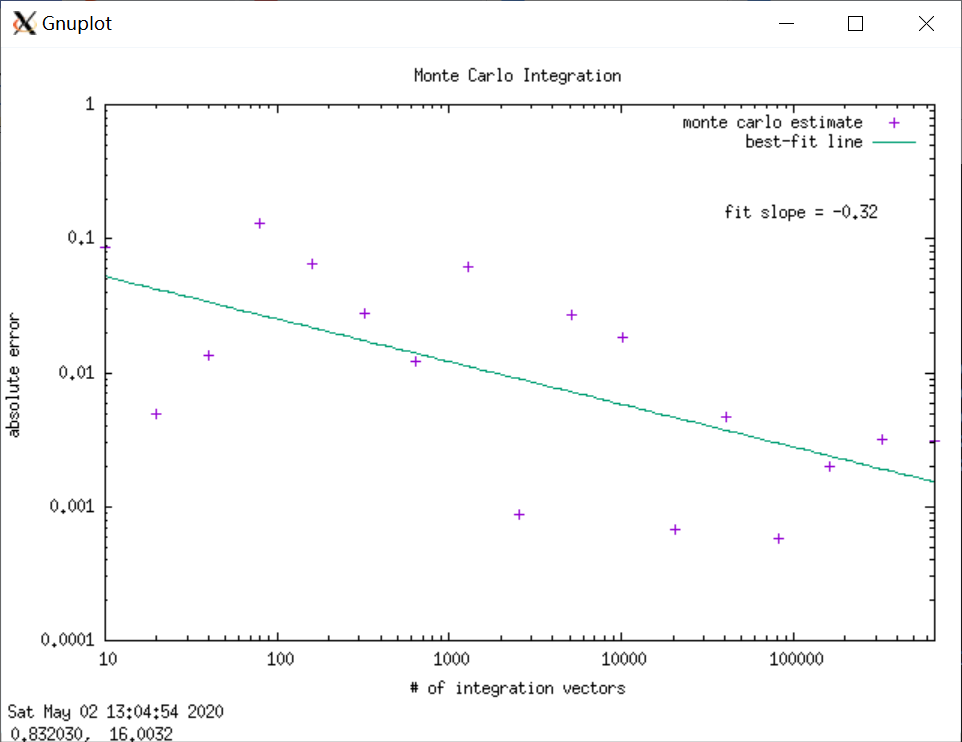 Gnuplot
Monte Carlo Integration
monte carlo estimate
best-fit line
fit slope = -0.32
1
0.1
0.01
0.001
0.0001
absolute error
10 100 1000 10000 100000
# of integration vectors
Sat May 02 13:04:54 2020
0.832030, 16.0032